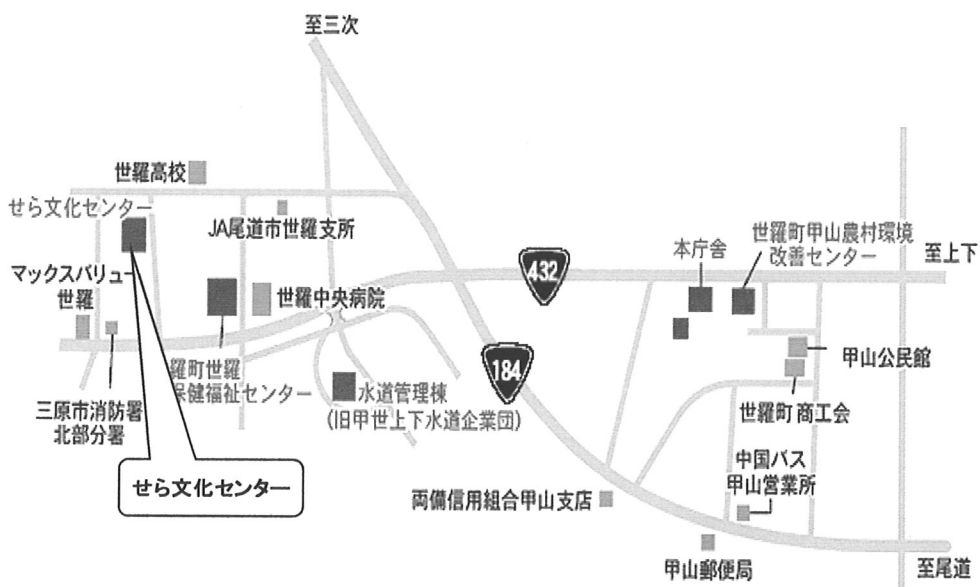 至三次
世羅高校
せら文化センター
JA尾道市世羅支所
マックスバリュー
世羅
世羅中央病院
432
本庁舎
世羅町甲山農村環境
改善センター
至上下
羅町世羅
保健福祉センター
184
甲山公民館
水道管理棟
(旧甲世上下水道企業団)
三原市消防署
北部分署
世羅町商工会
せら文化センター
中国バス
甲山営業所
両備信用組合甲山支店
甲山郵便局
至尾道